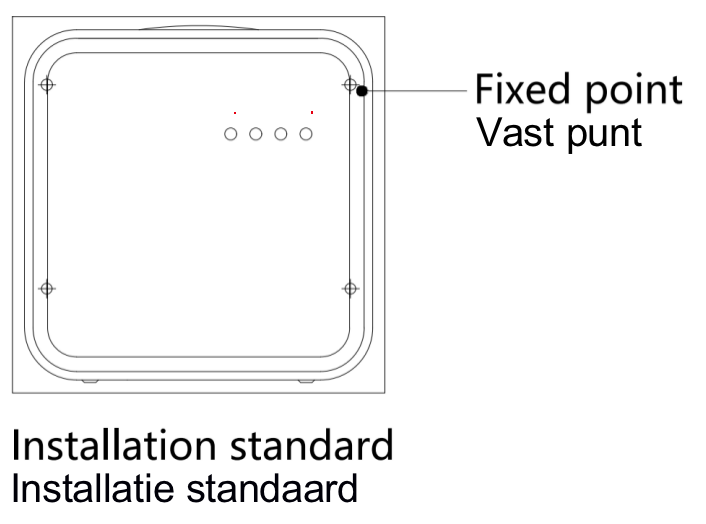 Fixed point
Vast punt
Installation standard
Installatie standaard